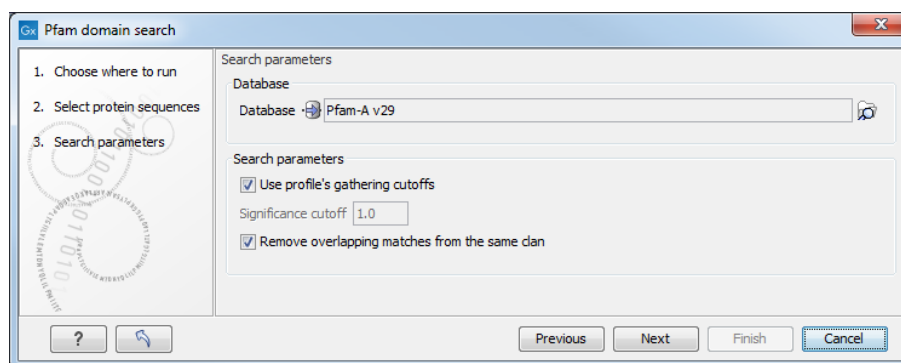 Gx Pfam domain search
X
1. Choose where to run
2. Select protein sequences
3. Search parameters
Search parameters
Database
Database Pfam-A v29
Search parameters
Use profile's gathering cutoffs
Significance cutoff 1.0
Remove overlapping matches from the same clan
?
Previous Next Finish Cancel